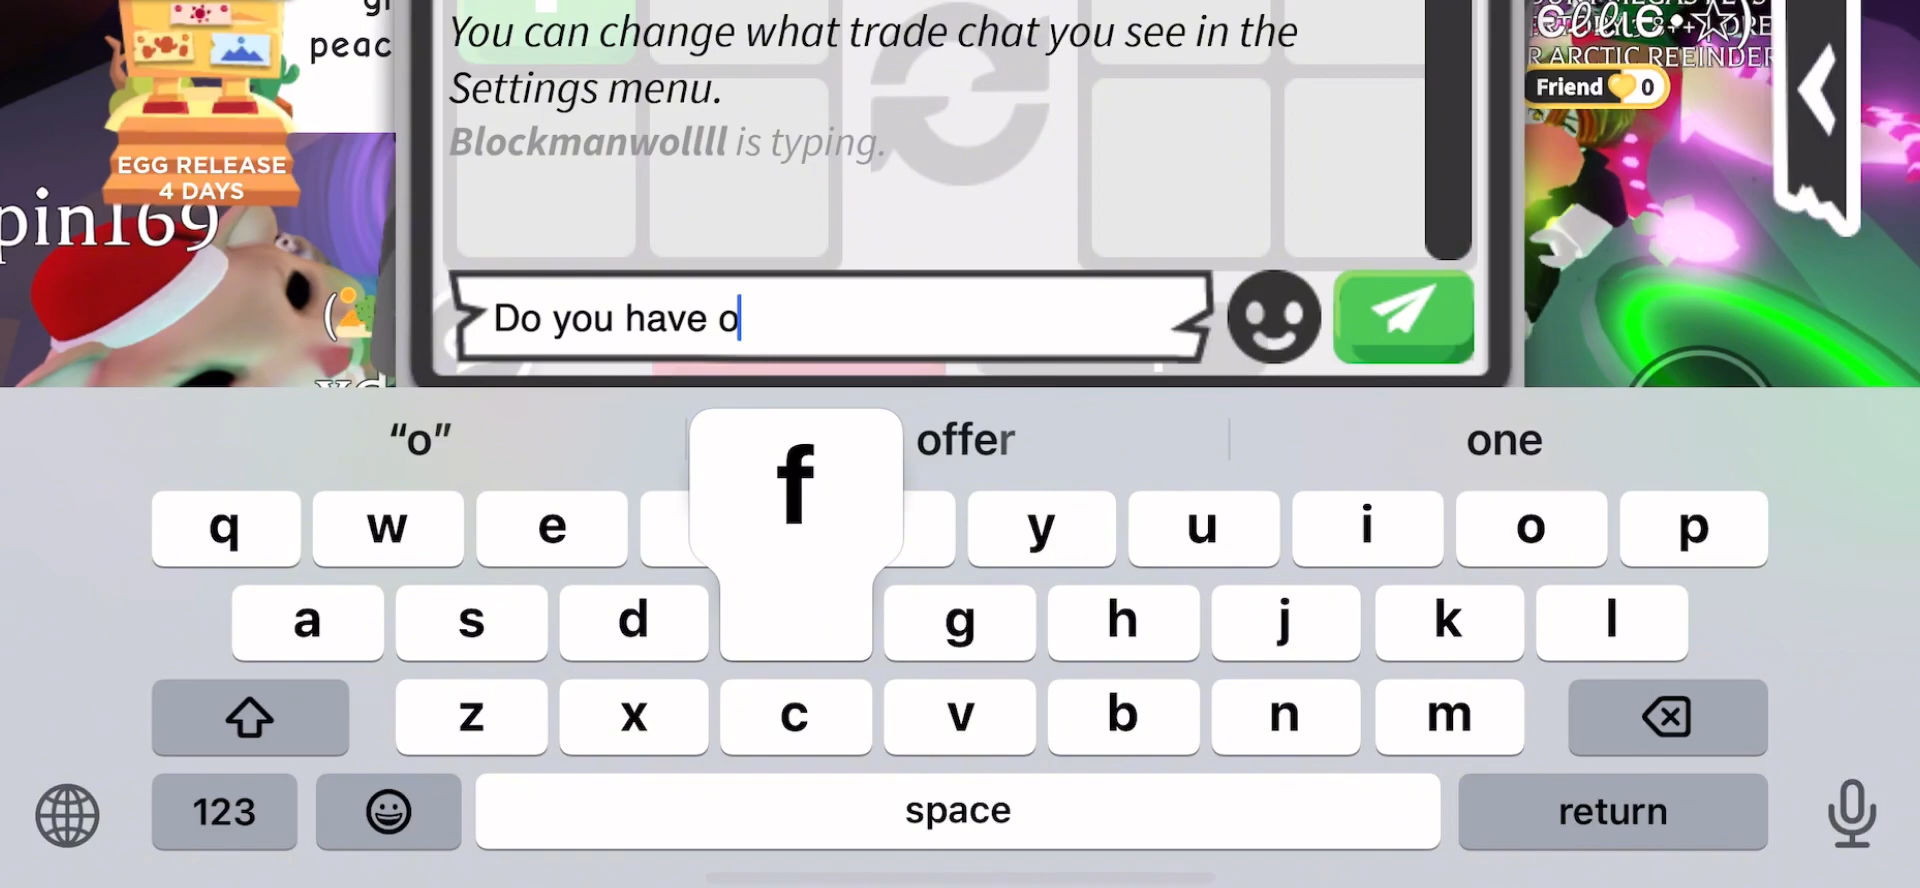 peac
You can change what trade chat you see in the
Settings menu.
Blockmanwollll is typing.
EGG RELEASE
4 DAYS
pin169
R ARCTIC REEINDER
Friend 0
Do you have o
“o” offer one
f
q w e y u i o p
a s d g h j k l
z x c v b n m
123 space return